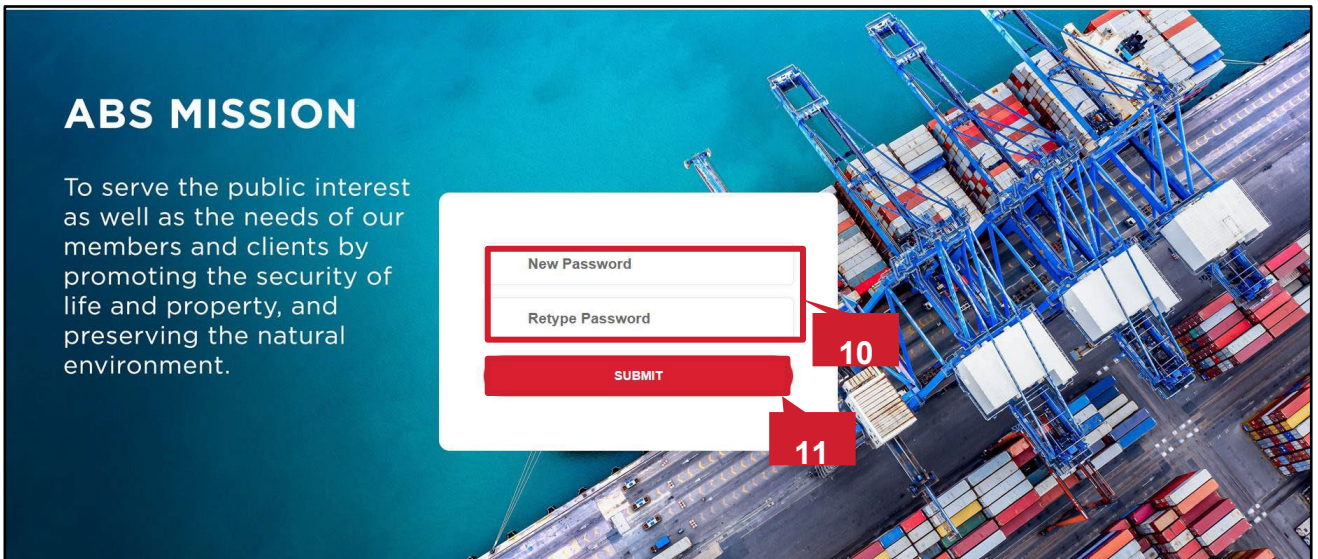 ABS MISSION
To serve the public interest
as well as the needs of our
members and clients by
promoting the security of
life and property, and
preserving the natural
environment.
New Password
Retype Password
10
SUBMIT
11